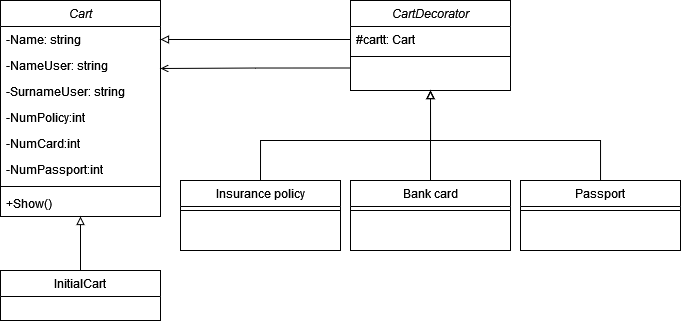 Cart
-Name: string
-NameUser: string
-SurnameUser: string
-NumPolicy:int
-NumCard:int
-NumPassport:int
+Show()
CartDecorator
#cartt: Cart
Insurance policy
Bank card
Passport
InitialCart